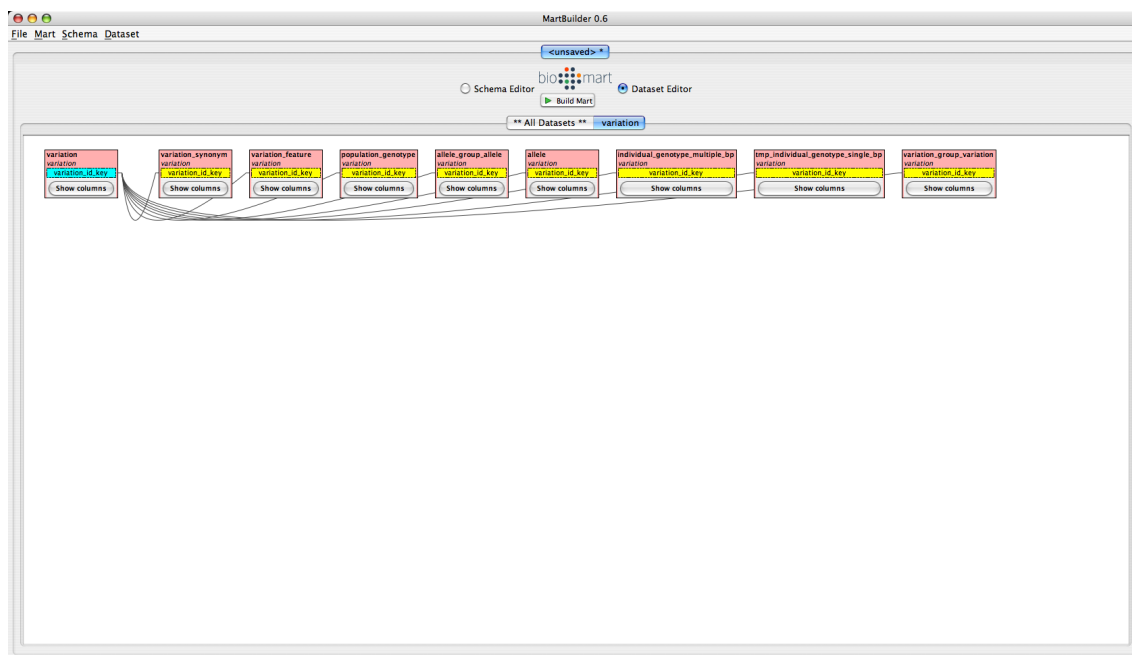 MartBuilder 0.6
File Mart Schema Dataset
<unsaved> *
bio mart
Schema Editor
Dataset Editor
Build Mart
** All Datasets ** variation
variation
variation
variation_id_key
Show columns
variation_synonym
variation
variation_id_key
Show columns
variation_feature
variation
variation_id_key
Show columns
population_genotype
variation
variation_id_key
Show columns
allele_group_allele
variation
variation_id_key
Show columns
allele
variation
variation_id_key
Show columns
individual_genotype_multiple_bp
variation
variation_id_key
Show columns
tmp_individual_genotype_single_bp
variation
variation_id_key
Show columns
variation_group_variation
variation
variation_id_key
Show columns